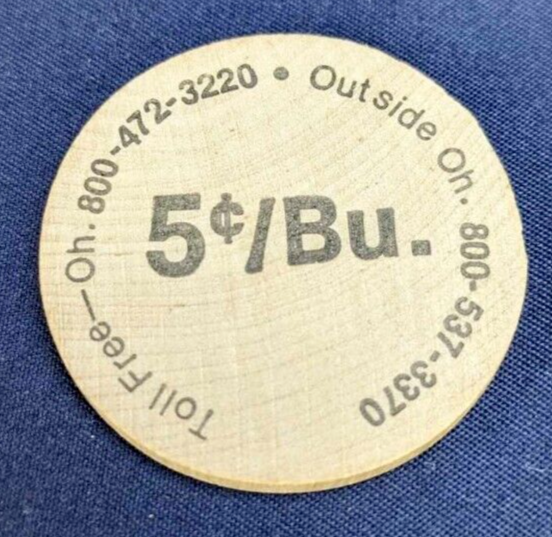 Toll Free—Oh. 800-472-3220 • Outside Oh. 800-537-3370
5¢/Bu.